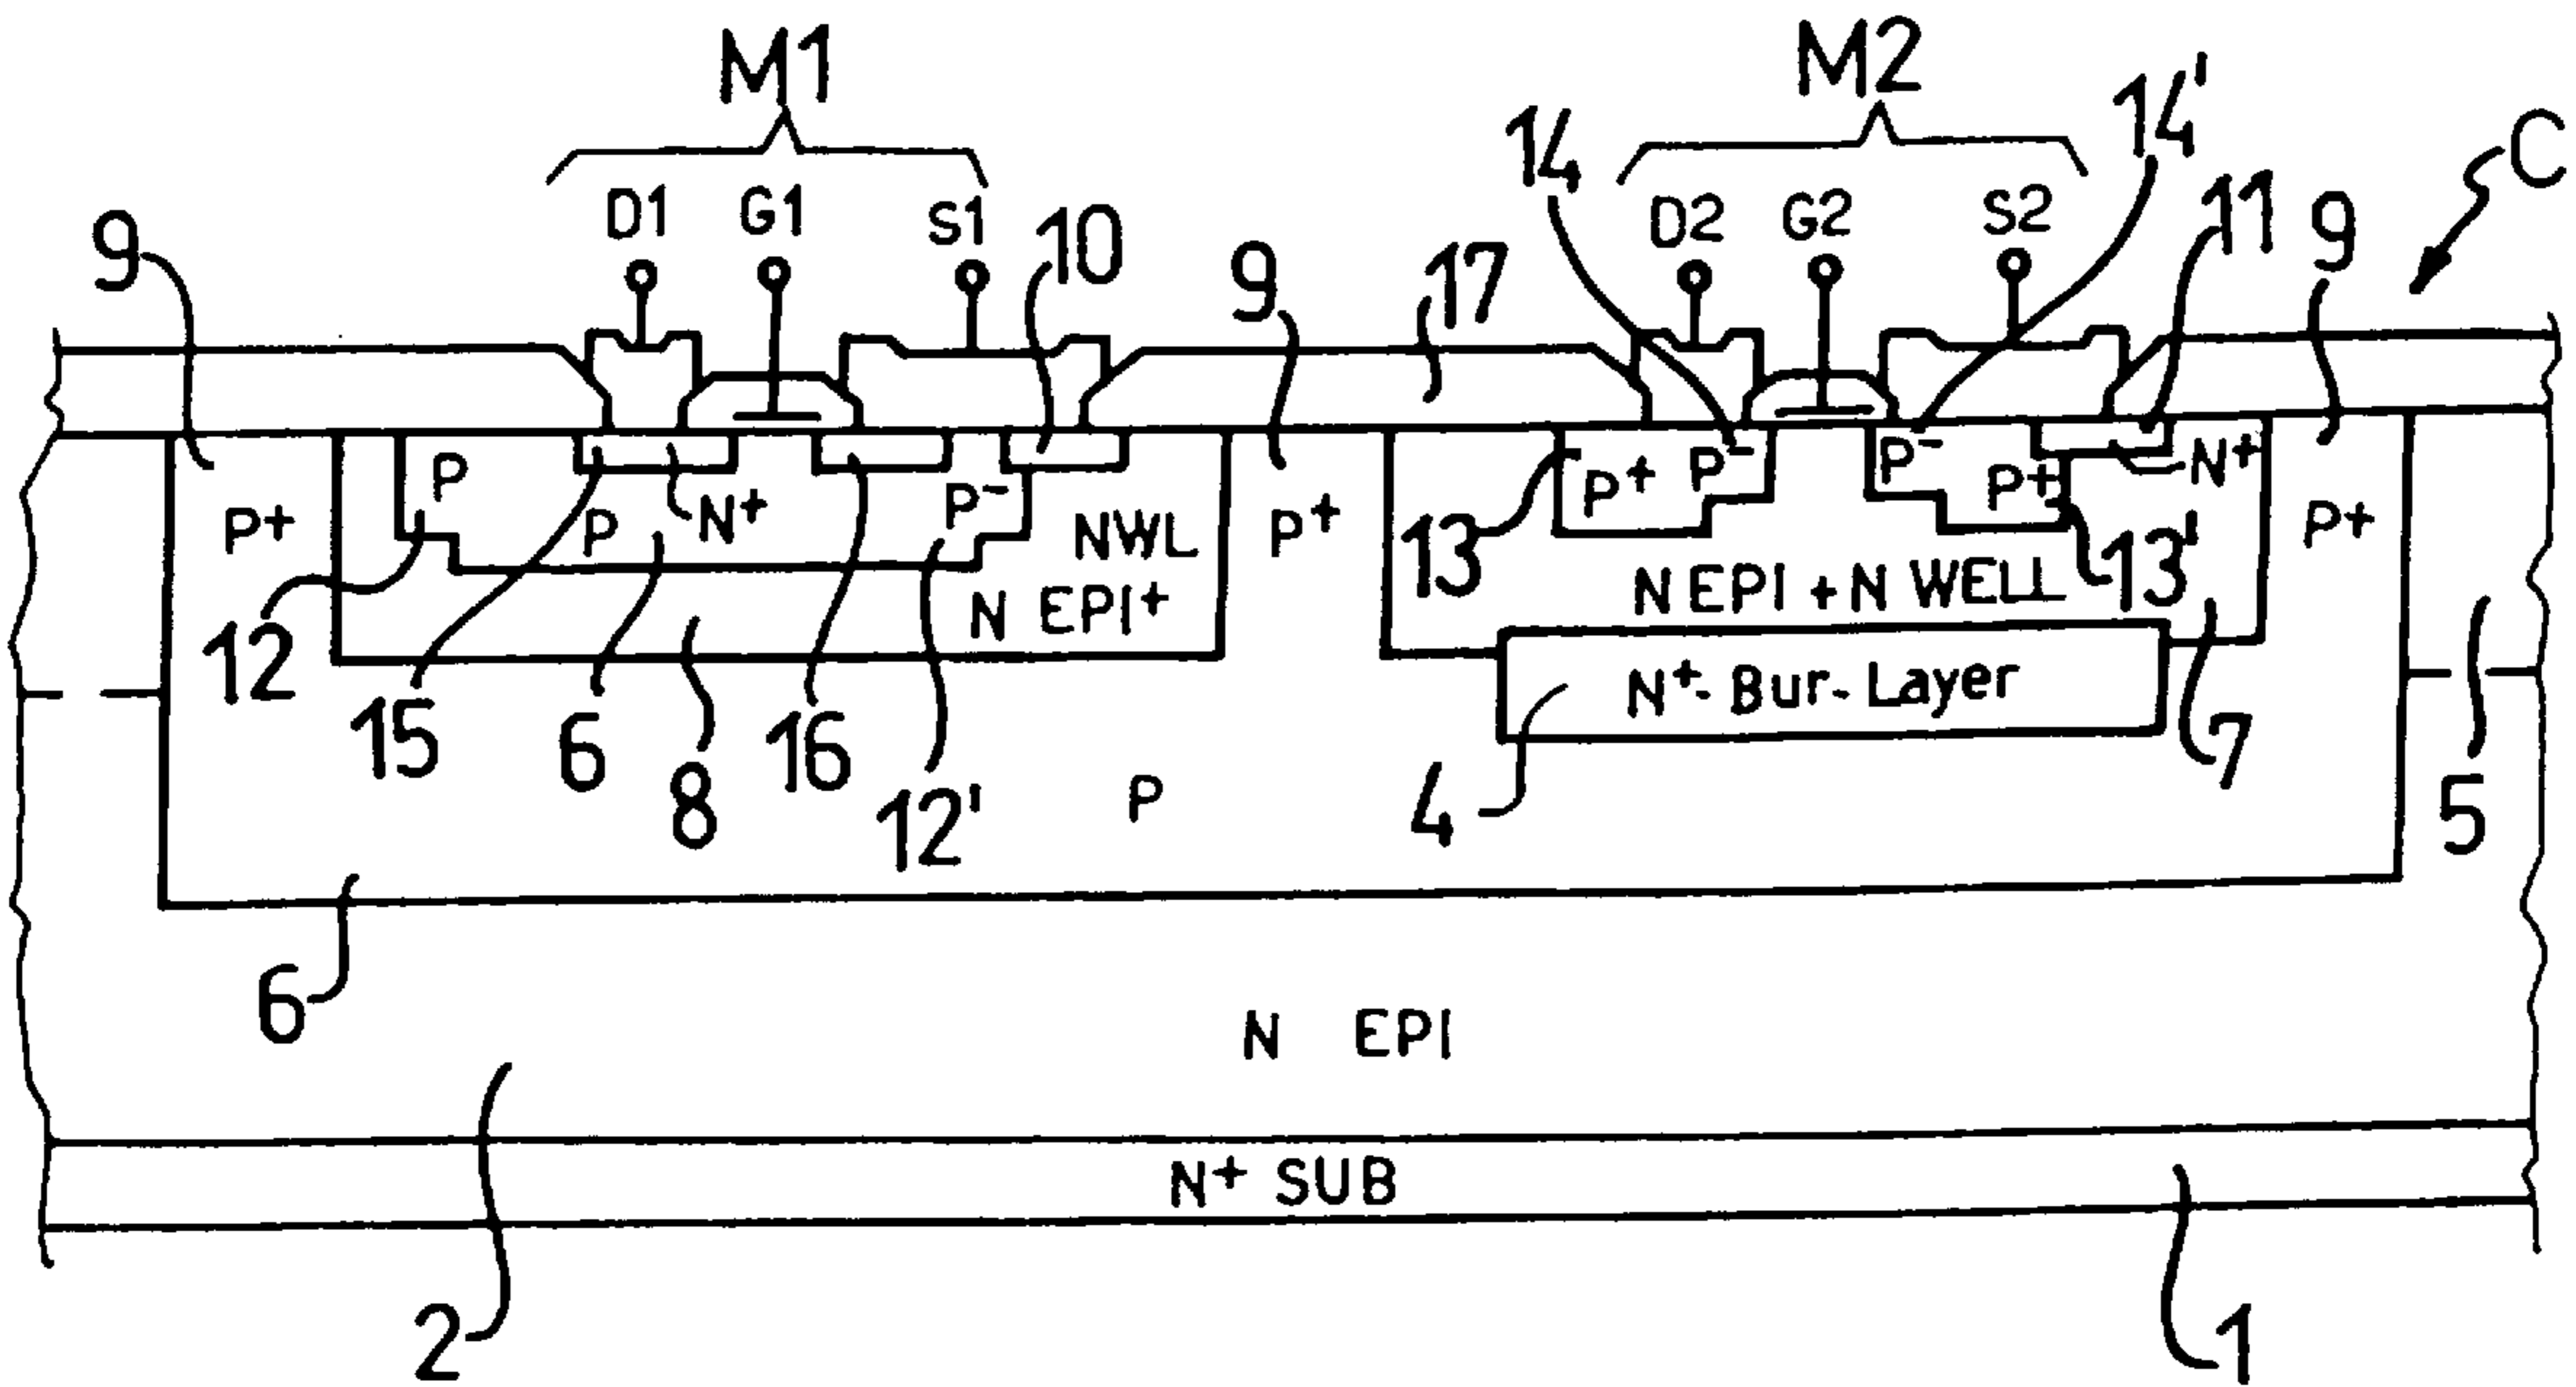 M1 M2
14 14' C
D1 G1 S1 10 D2 G2 S2 11 9
9 9 17
P P⁻ P⁻ N⁺
P⁺ P N⁺ P⁻ NWL P⁺ P⁺ P⁺ P⁺
13 13'
N EPI⁺ N EPI + N WELL
12 N⁺- Bur- Layer
15 6 16 7
8 12' P 4 5
6
N EPI
N⁺ SUB
2 1